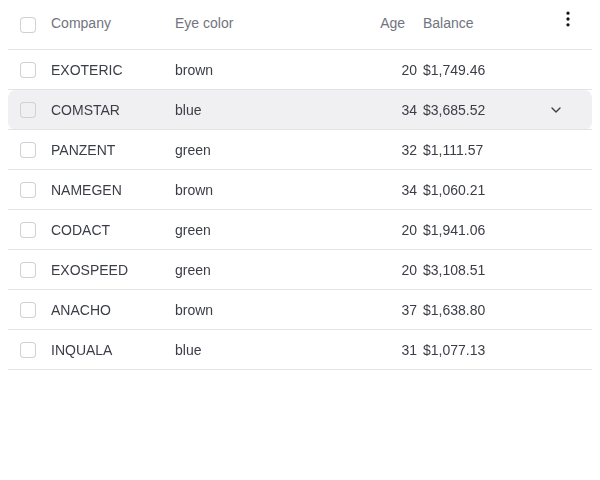 Company Eye color Age Balance
EXOTERIC brown 20 $1,749.46
COMSTAR blue 34 $3,685.52
PANZENT green 32 $1,111.57
NAMEGEN brown 34 $1,060.21
CODACT green 20 $1,941.06
EXOSPEED green 20 $3,108.51
ANACHO brown 37 $1,638.80
INQUALA blue 31 $1,077.13